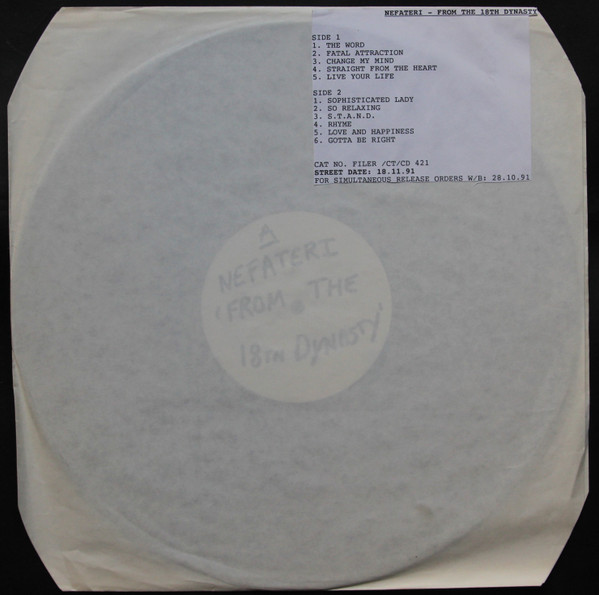 NEFATERI - FROM THE 18TH DYNASTY
SIDE 1
1. THE WORD
2. FATAL ATTRACTION
3. CHANGE MY MIND
4. STRAIGHT FROM THE HEART
5. LIVE YOUR LIFE
SIDE 2
1. SOPHISTICATED LADY
2. SO RELAXING
3. S.T.A.N.D.
4. RHYME
5. LOVE AND HAPPINESS
6. GOTTA BE RIGHT
CAT NO. FILER /CT/CD 421
STREET DATE: 18.11.91
FOR SIMULTANEOUS RELEASE ORDERS W/B: 28.10.91
A
NEFATERI
'FROM THE
18TH DYNESTY'